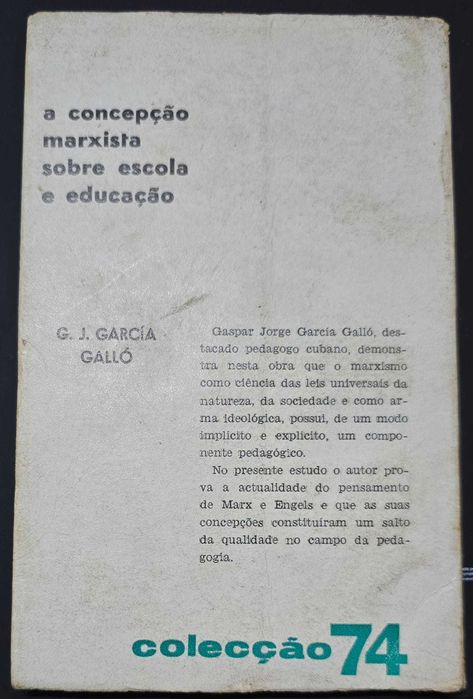 a concepção
marxista
sobre escola
e educação
G. J. GARCÍA
GALLÓ
Gaspar Jorge García Galló, des-
tacado pedagogo cubano, demons-
tra nesta obra que o marxismo
como ciência das leis universais da
natureza, da sociedade e como ar-
ma ideológica, possui, de um modo
implícito e explícito, um compo-
nente pedagógico.
No presente estudo o autor pro-
va a actualidade do pensamento
de Marx e Engels e que as suas
concepções constituíram um salto
da qualidade no campo da peda-
gogia.
colecção 74